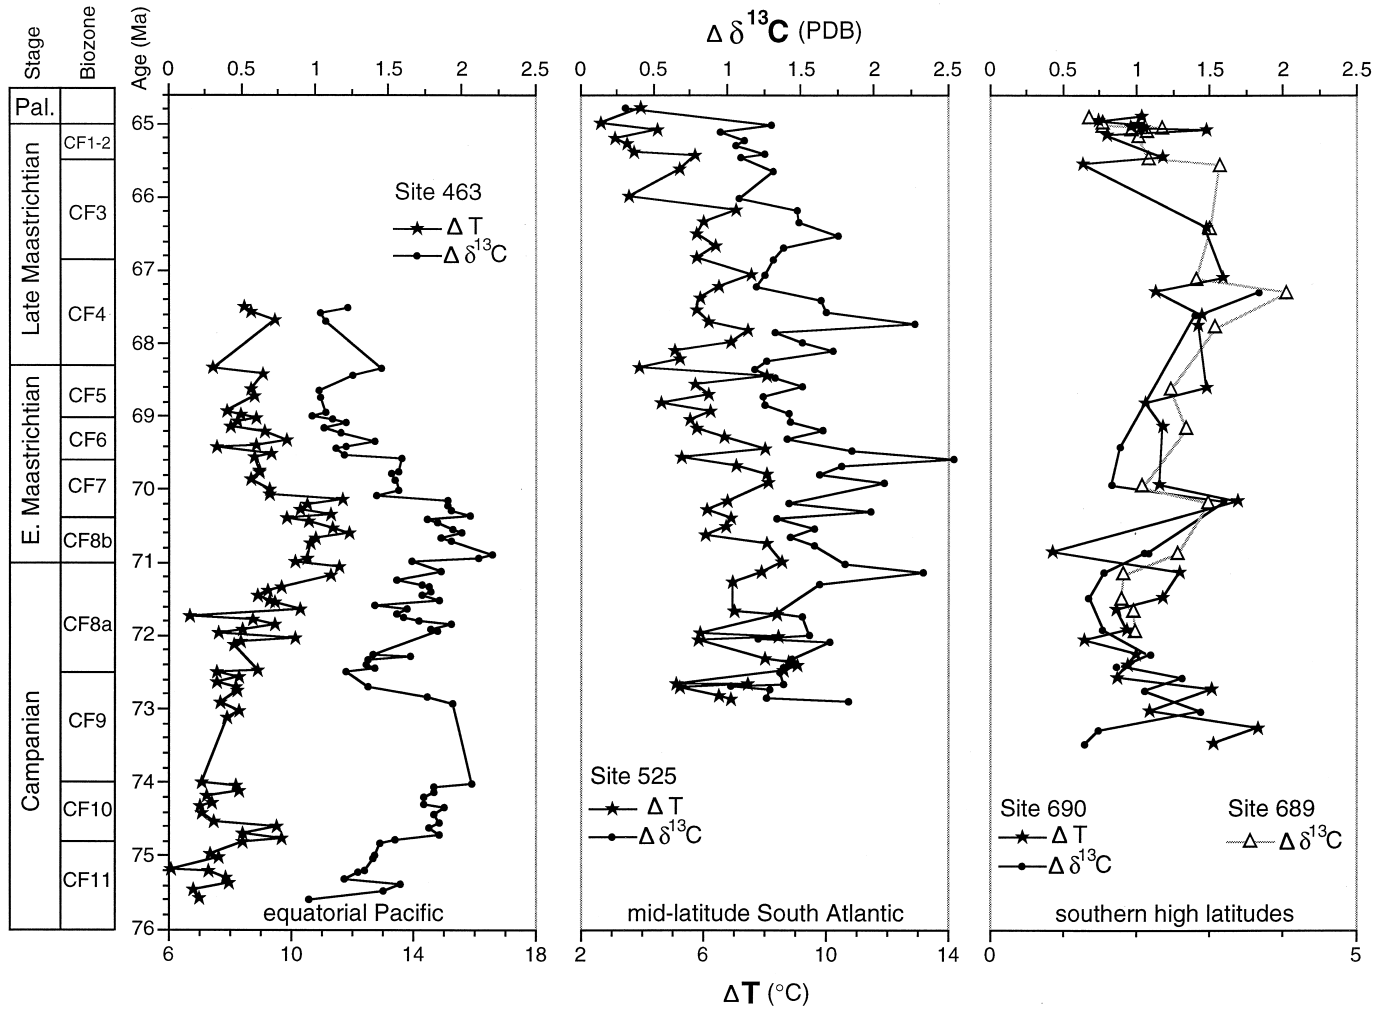 Δ δ¹³C (PDB)
Stage
Biozone
Age (Ma)
0 0.5 1 1.5 2 2.5
0 0.5 1 1.5 2 2.5
0 0.5 1 1.5 2 2.5
Pal.
Late Maastrichtian
E. Maastrichtian
Campanian
CF1-2
CF3
CF4
CF5
CF6
CF7
CF8b
CF8a
CF9
CF10
CF11
65
66
67
68
69
70
71
72
73
74
75
76
Site 463
Δ T
Δ δ¹³C
equatorial Pacific
Site 525
Δ T
Δ δ¹³C
mid-latitude South Atlantic
Site 690
Δ T
Δ δ¹³C
Site 689
Δ δ¹³C
southern high latitudes
6 10 14 18
2 6 10 14
0 5
ΔT (°C)